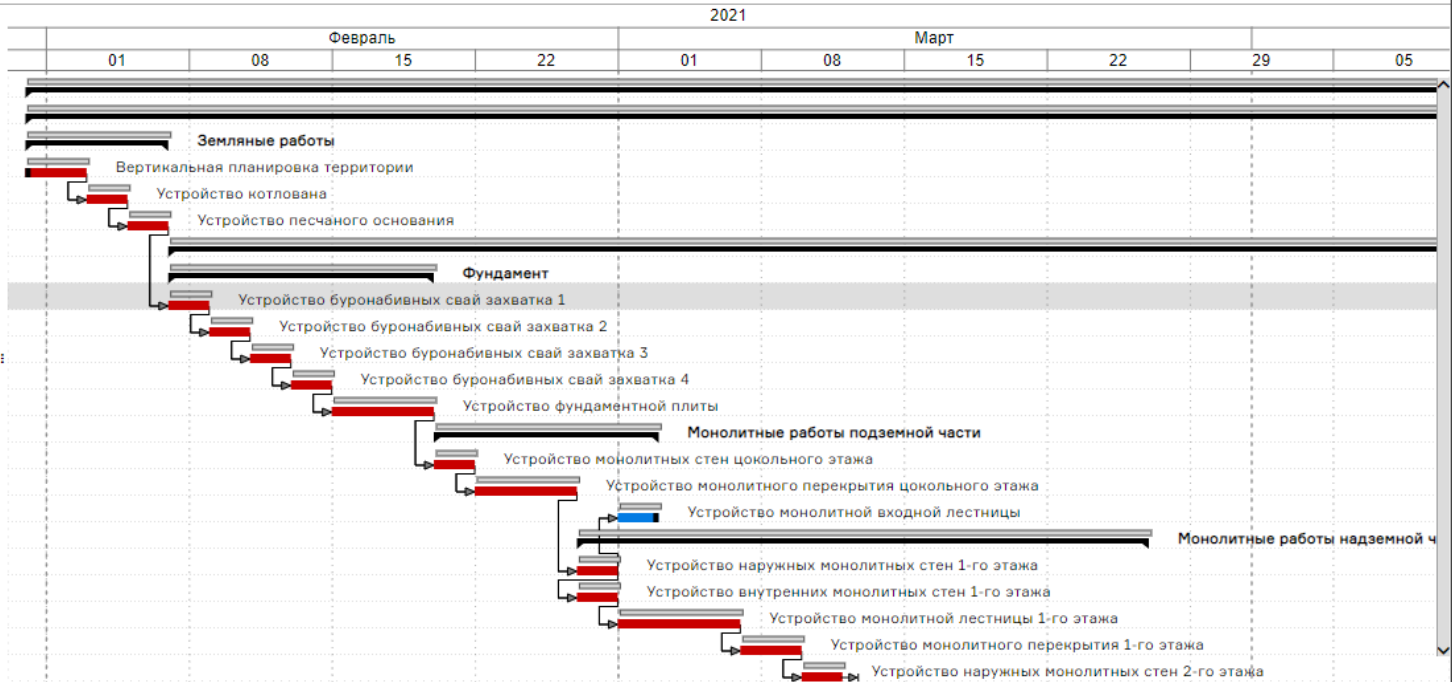 2021
Февраль Март
01 08 15 22 01 08 15 22 29 05
Земляные работы
Вертикальная планировка территории
Устройство котлована
Устройство песчаного основания
Фундамент
Устройство буронабивных свай захватка 1
Устройство буронабивных свай захватка 2
Устройство буронабивных свай захватка 3
Устройство буронабивных свай захватка 4
Устройство фундаментной плиты
Монолитные работы подземной части
Устройство монолитных стен цокольного этажа
Устройство монолитного перекрытия цокольного этажа
Устройство монолитной входной лестницы
Монолитные работы надземной ч
Устройство наружных монолитных стен 1-го этажа
Устройство внутренних монолитных стен 1-го этажа
Устройство монолитной лестницы 1-го этажа
Устройство монолитного перекрытия 1-го этажа
Устройство наружных монолитных стен 2-го этажа